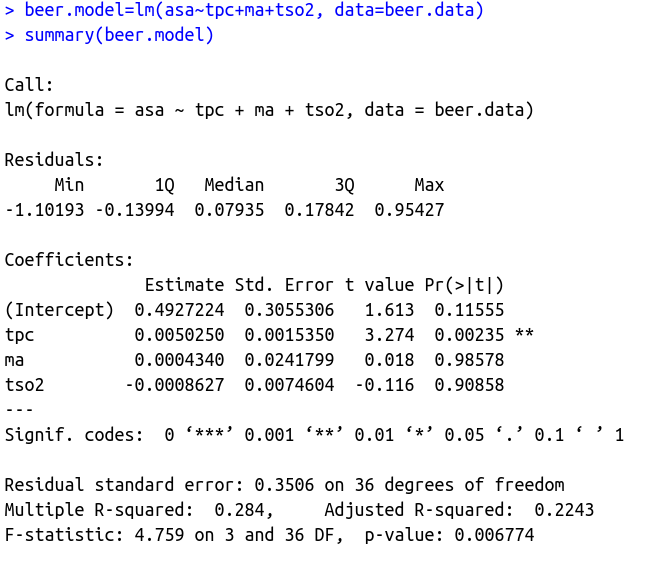 > beer.model=lm(asa~tpc+ma+tso2, data=beer.data)
> summary(beer.model)
Call:
lm(formula = asa ~ tpc + ma + tso2, data = beer.data)
Residuals:
     Min       1Q   Median       3Q      Max
-1.10193 -0.13994  0.07935  0.17842  0.95427
Coefficients:
              Estimate Std. Error t value Pr(>|t|)
(Intercept)  0.4927224  0.3055306   1.613  0.11555
tpc          0.0050250  0.0015350   3.274  0.00235 **
ma           0.0004340  0.0241799   0.018  0.98578
tso2        -0.0008627  0.0074604  -0.116  0.90858
---
Signif. codes:  0 ‘***’ 0.001 ‘**’ 0.01 ‘*’ 0.05 ‘.’ 0.1 ‘ ’ 1
Residual standard error: 0.3506 on 36 degrees of freedom
Multiple R-squared:  0.284,     Adjusted R-squared:  0.2243
F-statistic: 4.759 on 3 and 36 DF,  p-value: 0.006774